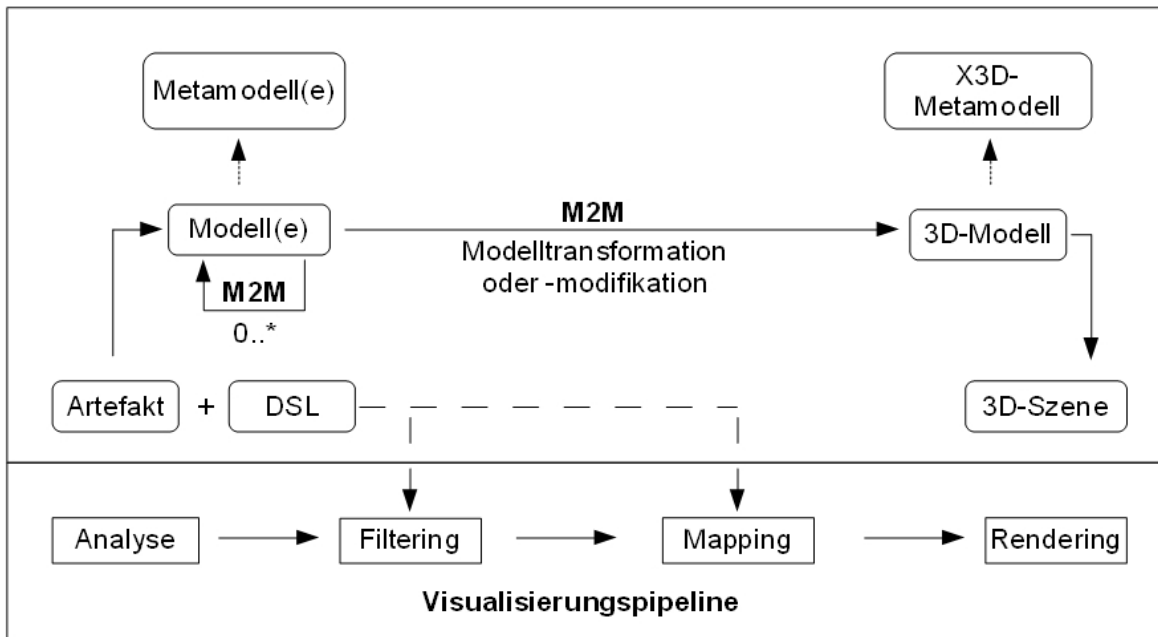 Metamodell(e)
X3D-
Metamodell
Modell(e)
M2M
Modelltransformation
oder -modifikation
3D-Modell
M2M
0..*
Artefakt + DSL
3D-Szene
Analyse
Filtering
Mapping
Rendering
Visualisierungspipeline